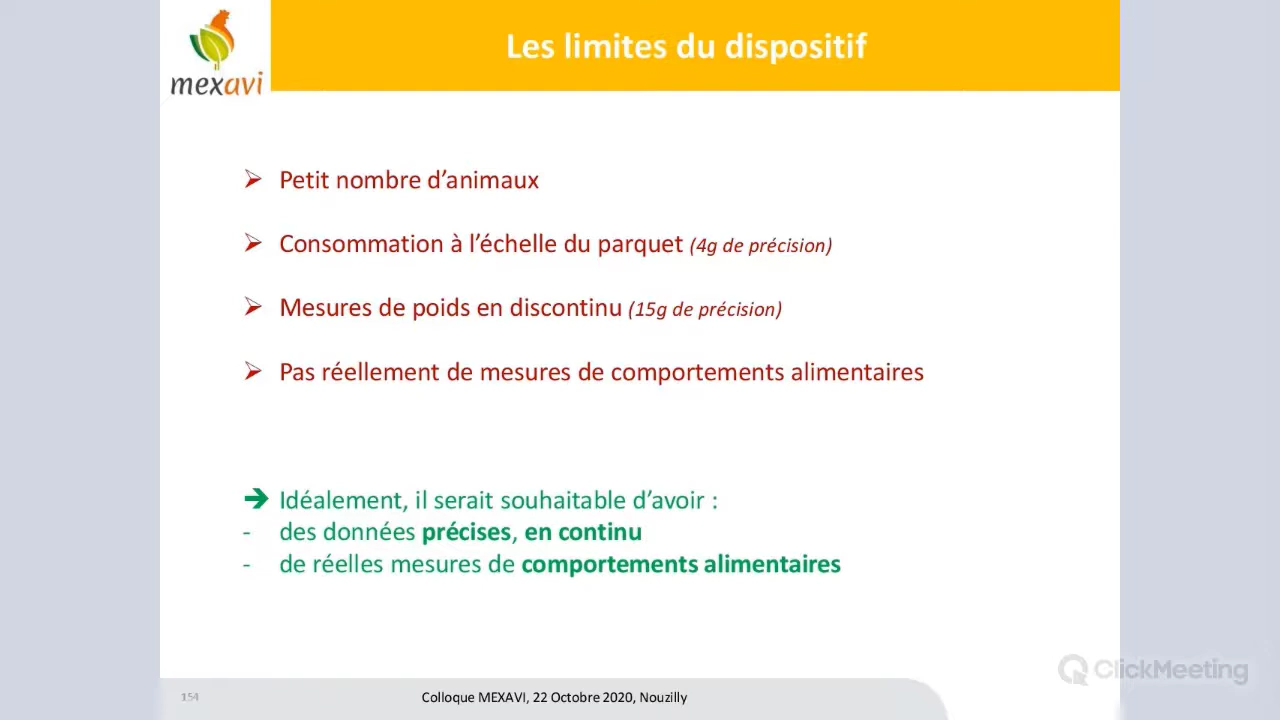 mexavi
Les limites du dispositif
➢ Petit nombre d’animaux
➢ Consommation à l’échelle du parquet (4g de précision)
➢ Mesures de poids en discontinu (15g de précision)
➢ Pas réellement de mesures de comportements alimentaires
➔ Idéalement, il serait souhaitable d’avoir :
- des données précises, en continu
- de réelles mesures de comportements alimentaires
ClickMeeting
154
Colloque MEXAVI, 22 Octobre 2020, Nouzilly